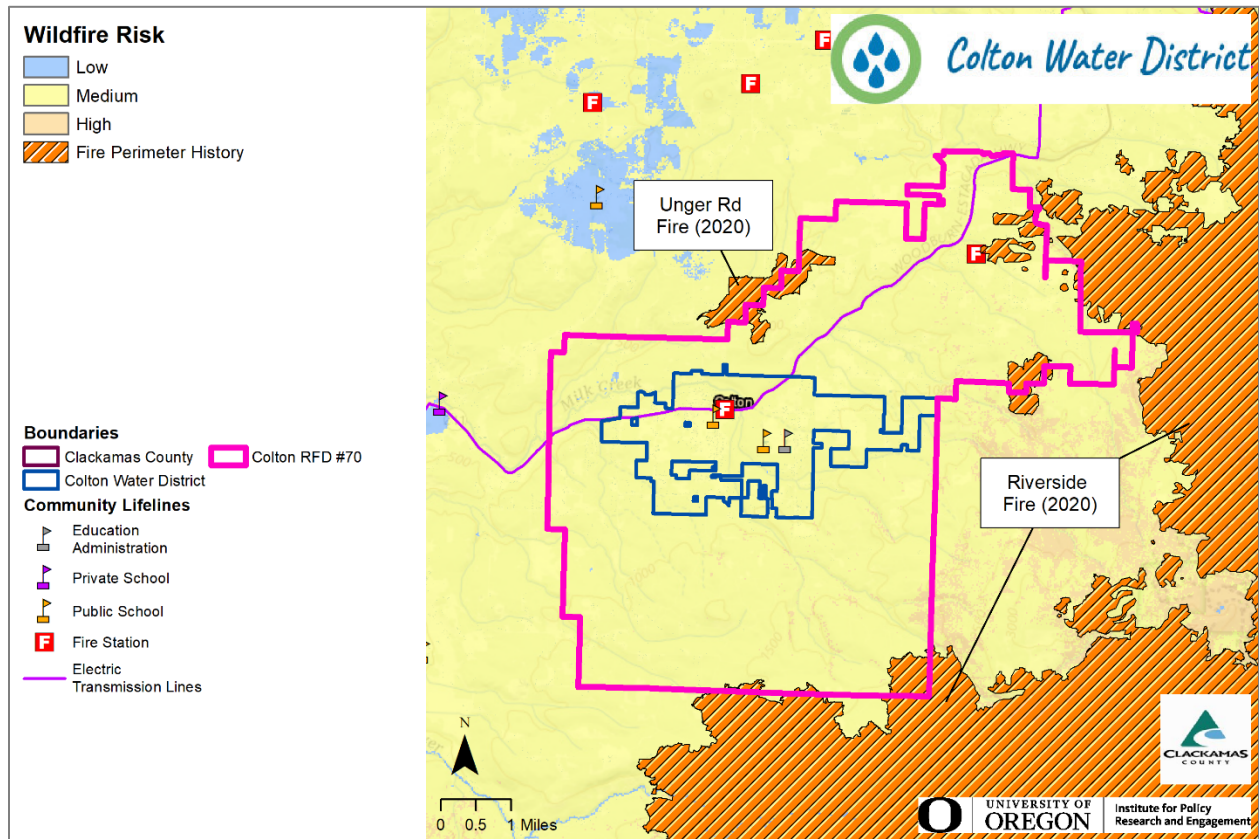 Wildfire Risk
Low
Medium
High
Fire Perimeter History
Boundaries
Clackamas County
Colton RFD #70
Colton Water District
Community Lifelines
Education
Administration
Private School
Public School
Fire Station
Electric
Transmission Lines
Colton Water District
F
F
F
Unger Rd
Fire (2020)
F
Milk Creek
Colton
F
Riverside
Fire (2020)
1000
1500
N
0 0.5 1 Miles
CLACKAMAS
COUNTY
O
UNIVERSITY OF
OREGON
Institute for Policy
Research and Engagement